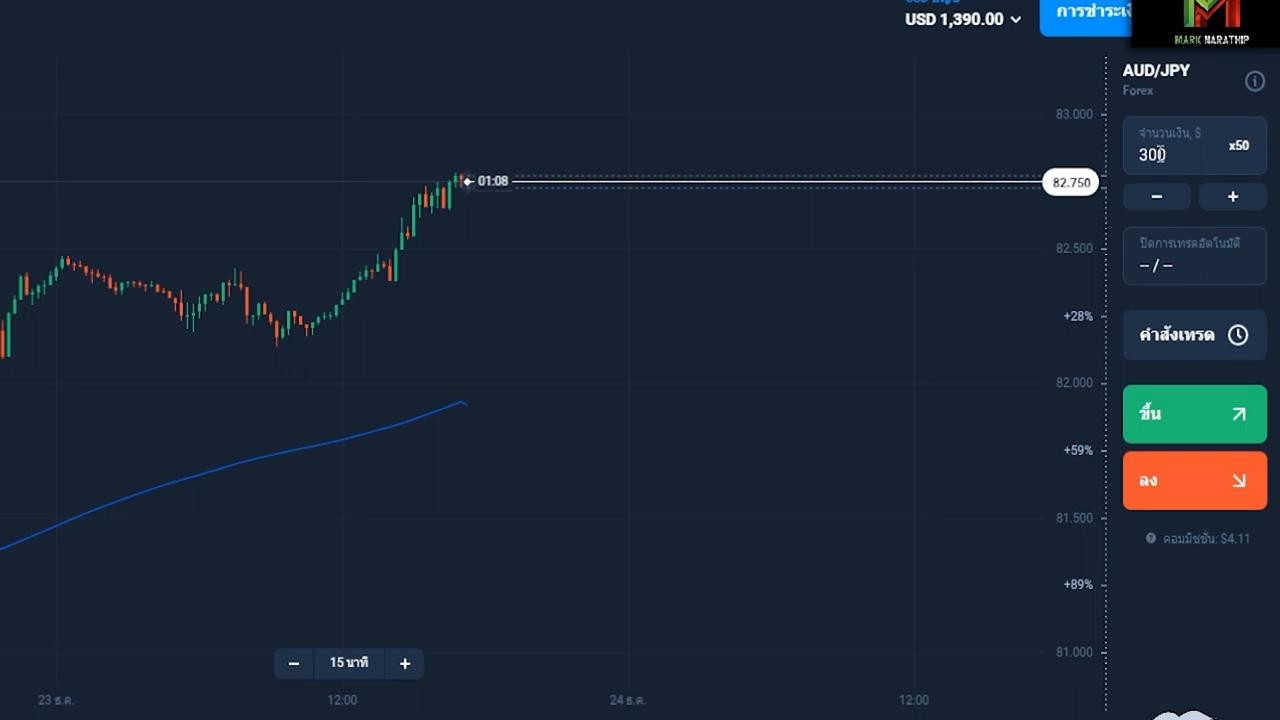 USD 1,390.00
การชำระเงิ
MARK NARATHIP
AUD/JPY
Forex
จำนวนเงิน, $
300
x50
83.000
01:08
82.750
−
+
ปิดการเทรดอัตโนมัติ
– / –
82.500
+28%
คำสั่งเทรด
82.000
ขึ้น
+59%
ลง
81.500
คอมมิชชั่น: $4.11
+89%
81.000
− 15 นาที +
23 ธ.ค.
12:00
24 ธ.ค.
12:00